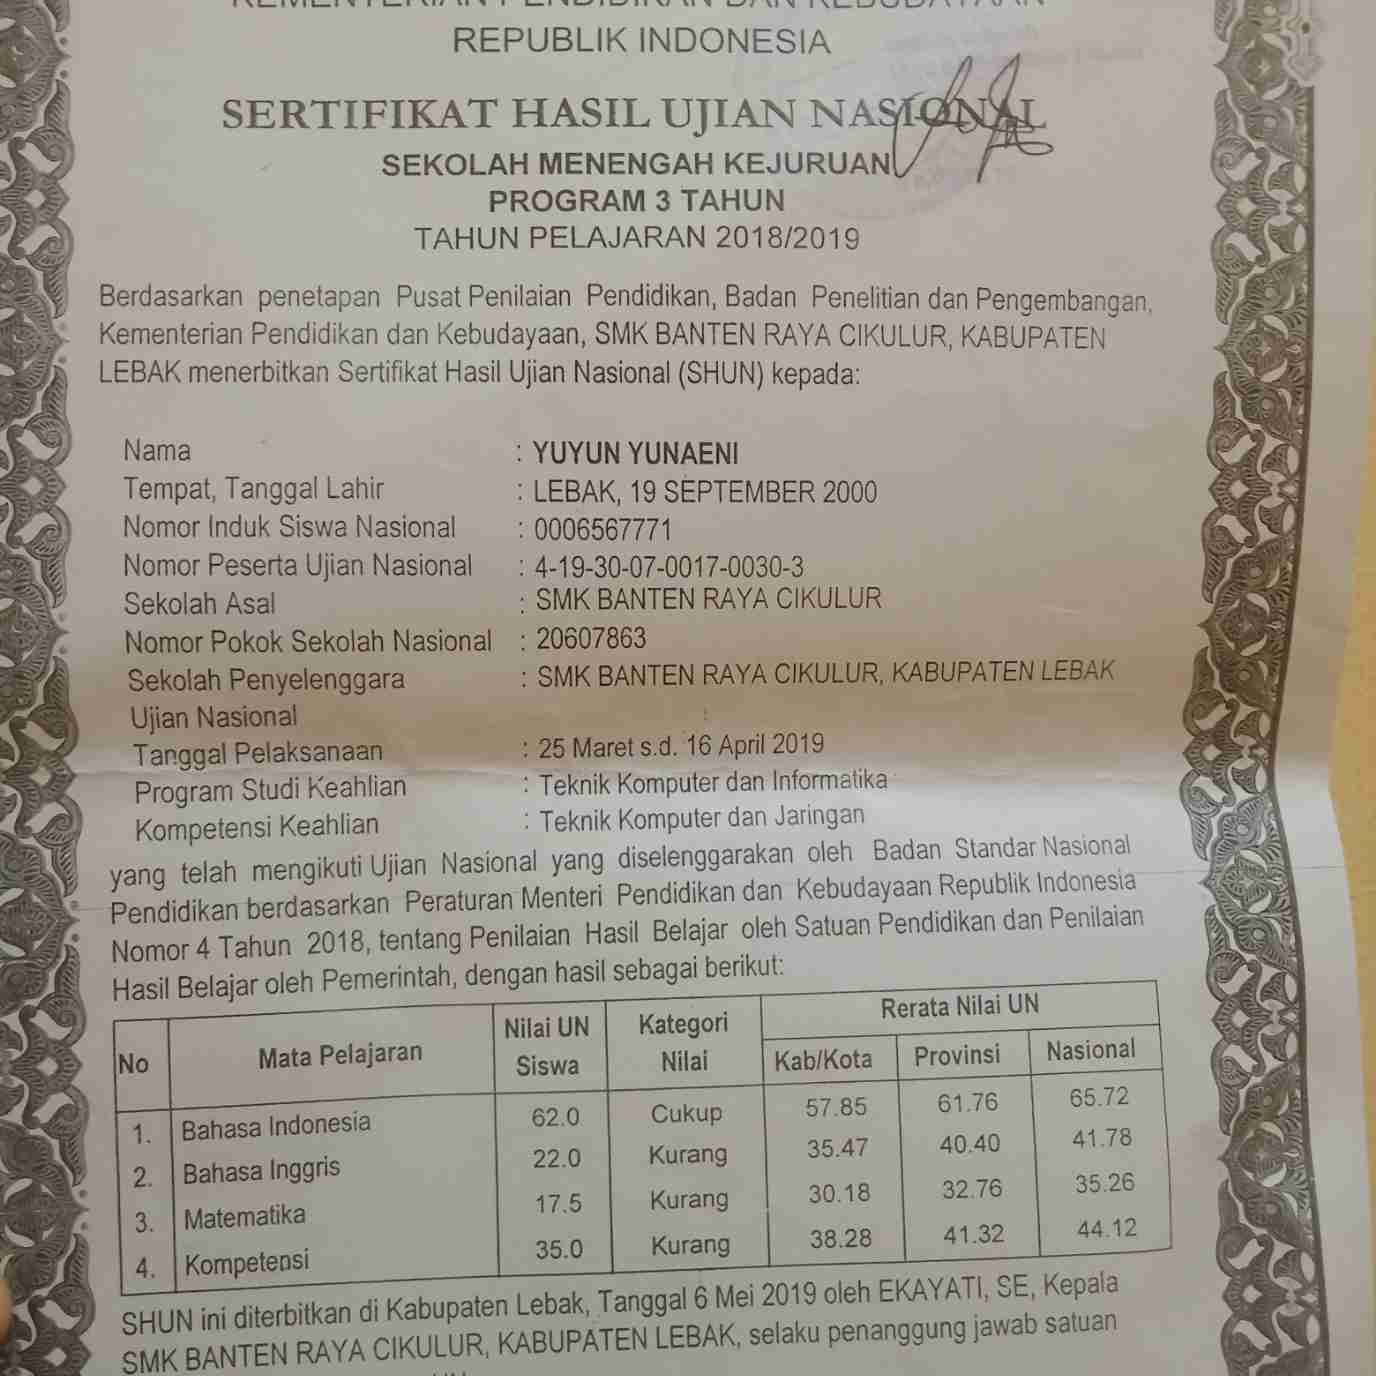 KEMENTERIAN PENDIDIKAN DAN KEBUDAYAAN
REPUBLIK INDONESIA
SERTIFIKAT HASIL UJIAN NASIONAL
SEKOLAH MENENGAH KEJURUAN
PROGRAM 3 TAHUN
TAHUN PELAJARAN 2018/2019
Berdasarkan penetapan Pusat Penilaian Pendidikan, Badan Penelitian dan Pengembangan,
Kementerian Pendidikan dan Kebudayaan, SMK BANTEN RAYA CIKULUR, KABUPATEN
LEBAK menerbitkan Sertifikat Hasil Ujian Nasional (SHUN) kepada:
Nama : YUYUN YUNAENI
Tempat, Tanggal Lahir : LEBAK, 19 SEPTEMBER 2000
Nomor Induk Siswa Nasional : 0006567771
Nomor Peserta Ujian Nasional : 4-19-30-07-0017-0030-3
Sekolah Asal : SMK BANTEN RAYA CIKULUR
Nomor Pokok Sekolah Nasional : 20607863
Sekolah Penyelenggara : SMK BANTEN RAYA CIKULUR, KABUPATEN LEBAK
Ujian Nasional
Tanggal Pelaksanaan : 25 Maret s.d. 16 April 2019
Program Studi Keahlian : Teknik Komputer dan Informatika
Kompetensi Keahlian : Teknik Komputer dan Jaringan
yang telah mengikuti Ujian Nasional yang diselenggarakan oleh Badan Standar Nasional
Pendidikan berdasarkan Peraturan Menteri Pendidikan dan Kebudayaan Republik Indonesia
Nomor 4 Tahun 2018, tentang Penilaian Hasil Belajar oleh Satuan Pendidikan dan Penilaian
Hasil Belajar oleh Pemerintah, dengan hasil sebagai berikut:
No Mata Pelajaran Nilai UN Siswa Kategori Nilai Rerata Nilai UN
Kab/Kota Provinsi Nasional
1. Bahasa Indonesia 62.0 Cukup 57.85 61.76 65.72
2. Bahasa Inggris 22.0 Kurang 35.47 40.40 41.78
3. Matematika 17.5 Kurang 30.18 32.76 35.26
4. Kompetensi 35.0 Kurang 38.28 41.32 44.12
SHUN ini diterbitkan di Kabupaten Lebak, Tanggal 6 Mei 2019 oleh EKAYATI, SE, Kepala
SMK BANTEN RAYA CIKULUR, KABUPATEN LEBAK, selaku penanggung jawab satuan